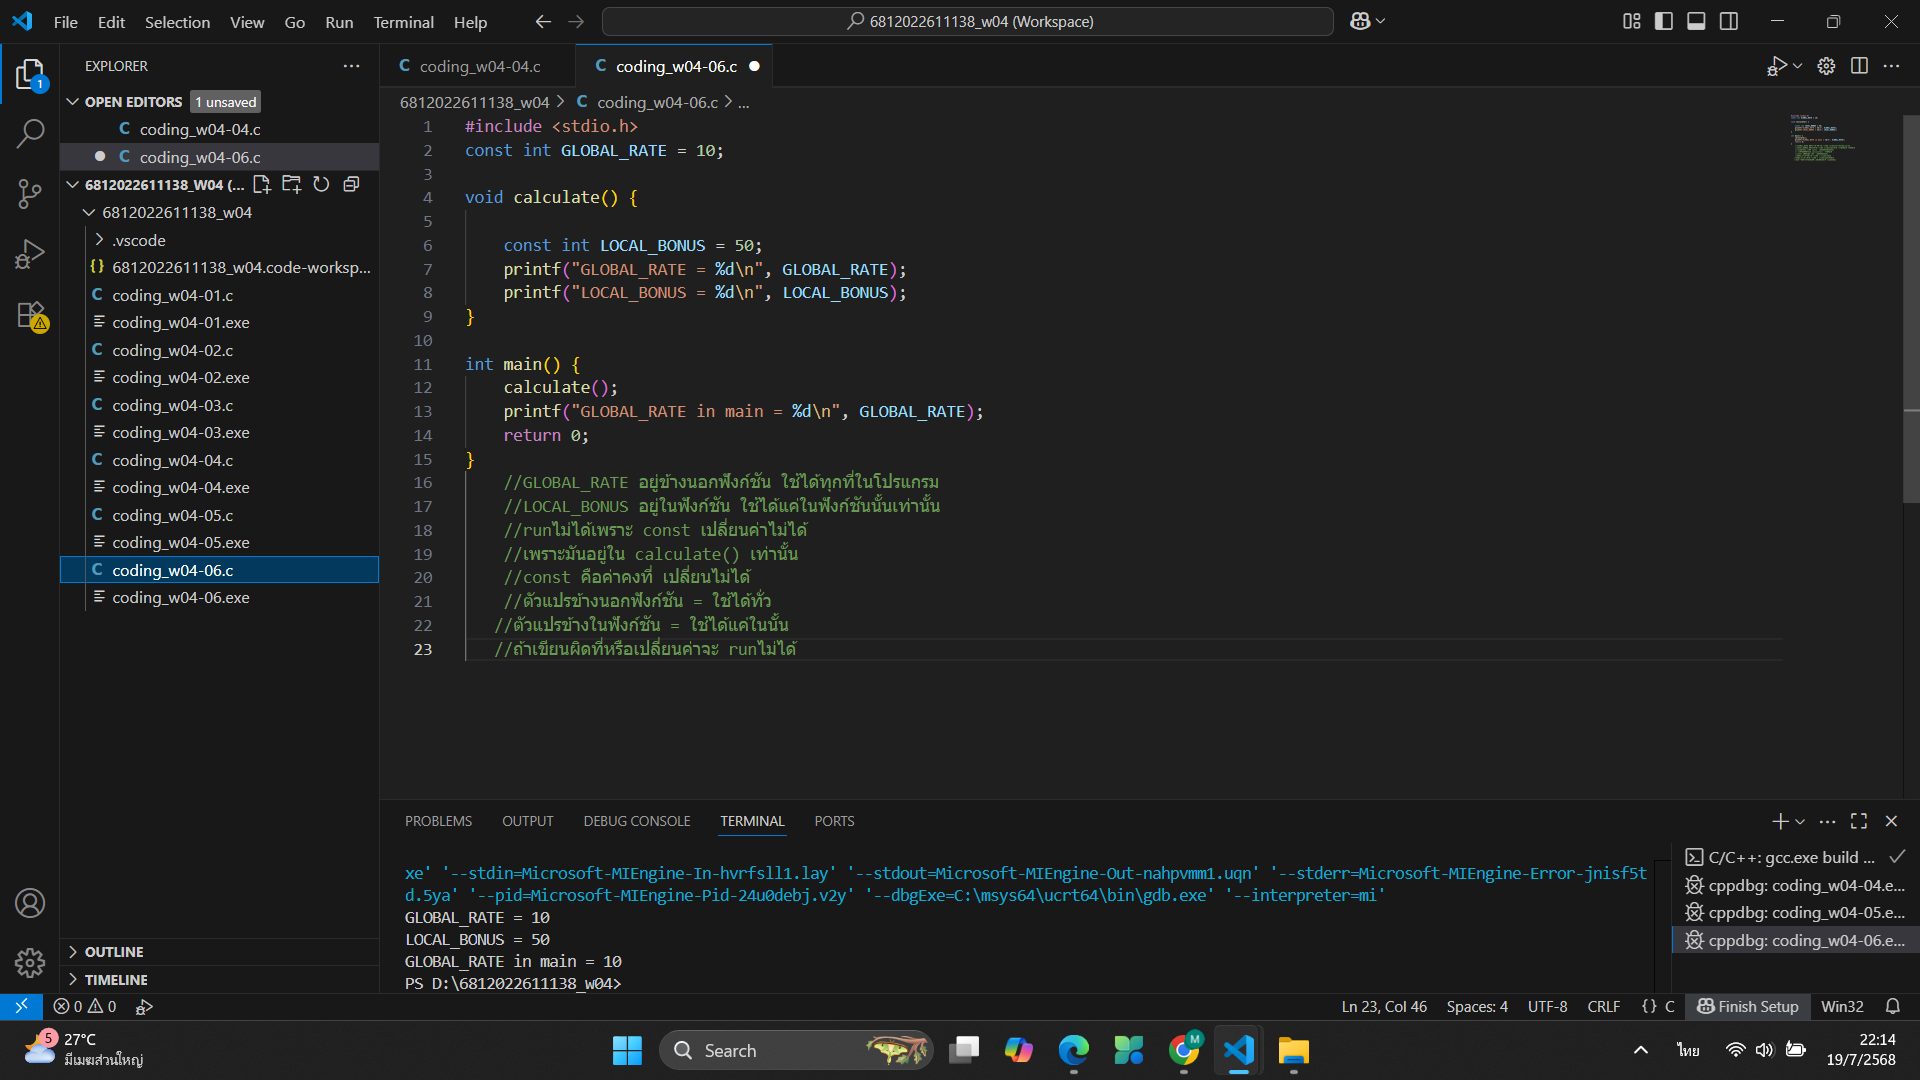 File Edit Selection View Go Run Terminal Help
6812022611138_w04 (Workspace)
EXPLORER
OPEN EDITORS 1 unsaved
coding_w04-04.c
coding_w04-06.c
6812022611138_W04 (...
6812022611138_w04
.vscode
6812022611138_w04.code-worksp...
coding_w04-01.c
coding_w04-01.exe
coding_w04-02.c
coding_w04-02.exe
coding_w04-03.c
coding_w04-03.exe
coding_w04-04.c
coding_w04-04.exe
coding_w04-05.c
coding_w04-05.exe
coding_w04-06.c
coding_w04-06.exe
OUTLINE
TIMELINE
coding_w04-04.c coding_w04-06.c
6812022611138_w04 > C coding_w04-06.c > ...
1 #include <stdio.h>
2 const int GLOBAL_RATE = 10;
3
4 void calculate() {
5
6 const int LOCAL_BONUS = 50;
7 printf("GLOBAL_RATE = %d\n", GLOBAL_RATE);
8 printf("LOCAL_BONUS = %d\n", LOCAL_BONUS);
9 }
10
11 int main() {
12 calculate();
13 printf("GLOBAL_RATE in main = %d\n", GLOBAL_RATE);
14 return 0;
15 }
16 //GLOBAL_RATE อยู่ข้างนอกฟังก์ชัน ใช้ได้ทุกที่ในโปรแกรม
17 //LOCAL_BONUS อยู่ในฟังก์ชัน ใช้ได้แค่ในฟังก์ชันนั้นเท่านั้น
18 //runไม่ได้เพราะ const เปลี่ยนค่าไม่ได้
19 //เพราะมันอยู่ใน calculate() เท่านั้น
20 //const คือค่าคงที่ เปลี่ยนไม่ได้
21 //ตัวแปรข้างนอกฟังก์ชัน = ใช้ได้ทั่ว
22 //ตัวแปรข้างในฟังก์ชัน = ใช้ได้แค่ในนั้น
23 //ถ้าเขียนผิดที่หรือเปลี่ยนค่าจะ runไม่ได้
PROBLEMS OUTPUT DEBUG CONSOLE TERMINAL PORTS
xe' '--stdin=Microsoft-MIEngine-In-hvrfsll1.lay' '--stdout=Microsoft-MIEngine-Out-nahpvmm1.uqn' '--stderr=Microsoft-MIEngine-Error-jnisf5t
d.5ya' '--pid=Microsoft-MIEngine-Pid-24u0debj.v2y' '--dbgExe=C:\msys64\ucrt64\bin\gdb.exe' '--interpreter=mi'
GLOBAL_RATE = 10
LOCAL_BONUS = 50
GLOBAL_RATE in main = 10
PS D:\6812022611138_w04>
C/C++: gcc.exe build ...
cppdbg: coding_w04-04.e...
cppdbg: coding_w04-05.e...
cppdbg: coding_w04-06.e...
0 0 Ln 23, Col 46 Spaces: 4 UTF-8 CRLF {} C Finish Setup Win32
5 27°C
มีเมฆส่วนใหญ่
Search
M
ไทย
22:14
19/7/2568